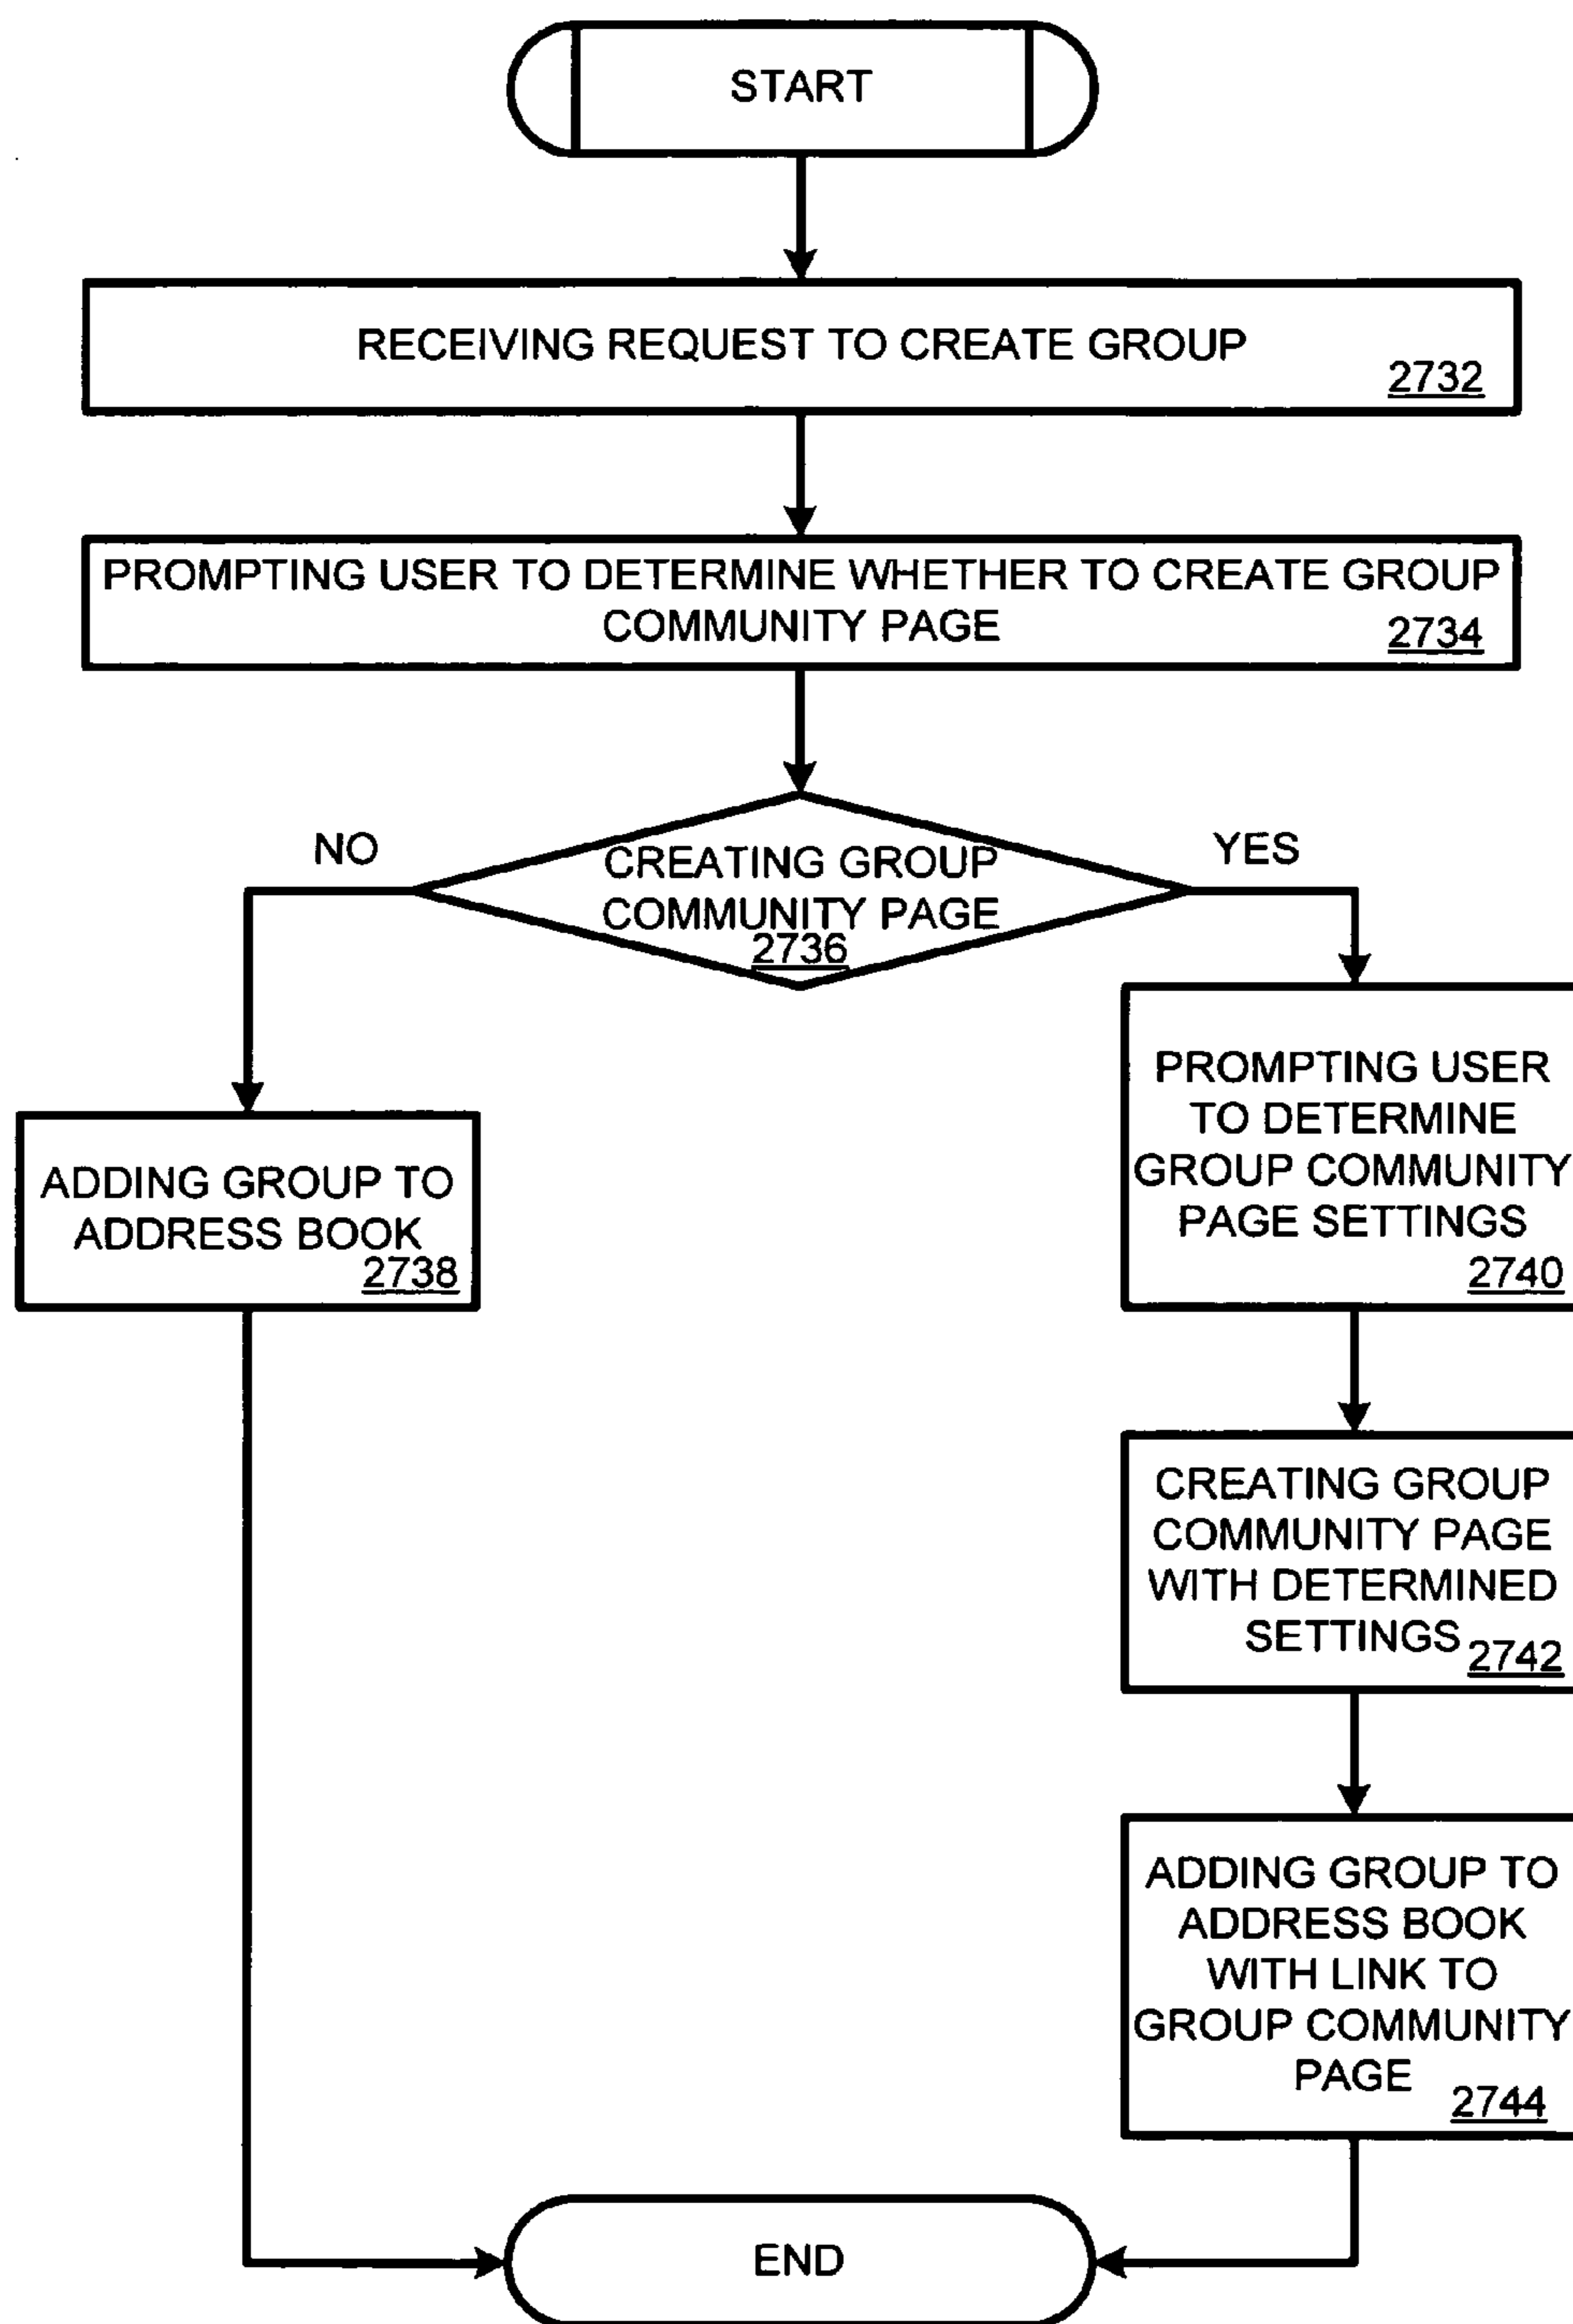 START
RECEIVING REQUEST TO CREATE GROUP
2732
PROMPTING USER TO DETERMINE WHETHER TO CREATE GROUP
COMMUNITY PAGE
2734
NO
YES
CREATING GROUP
COMMUNITY PAGE
2736
ADDING GROUP TO
ADDRESS BOOK
2738
PROMPTING USER
TO DETERMINE
GROUP COMMUNITY
PAGE SETTINGS
2740
CREATING GROUP
COMMUNITY PAGE
WITH DETERMINED
SETTINGS
2742
ADDING GROUP TO
ADDRESS BOOK
WITH LINK TO
GROUP COMMUNITY
PAGE
2744
END